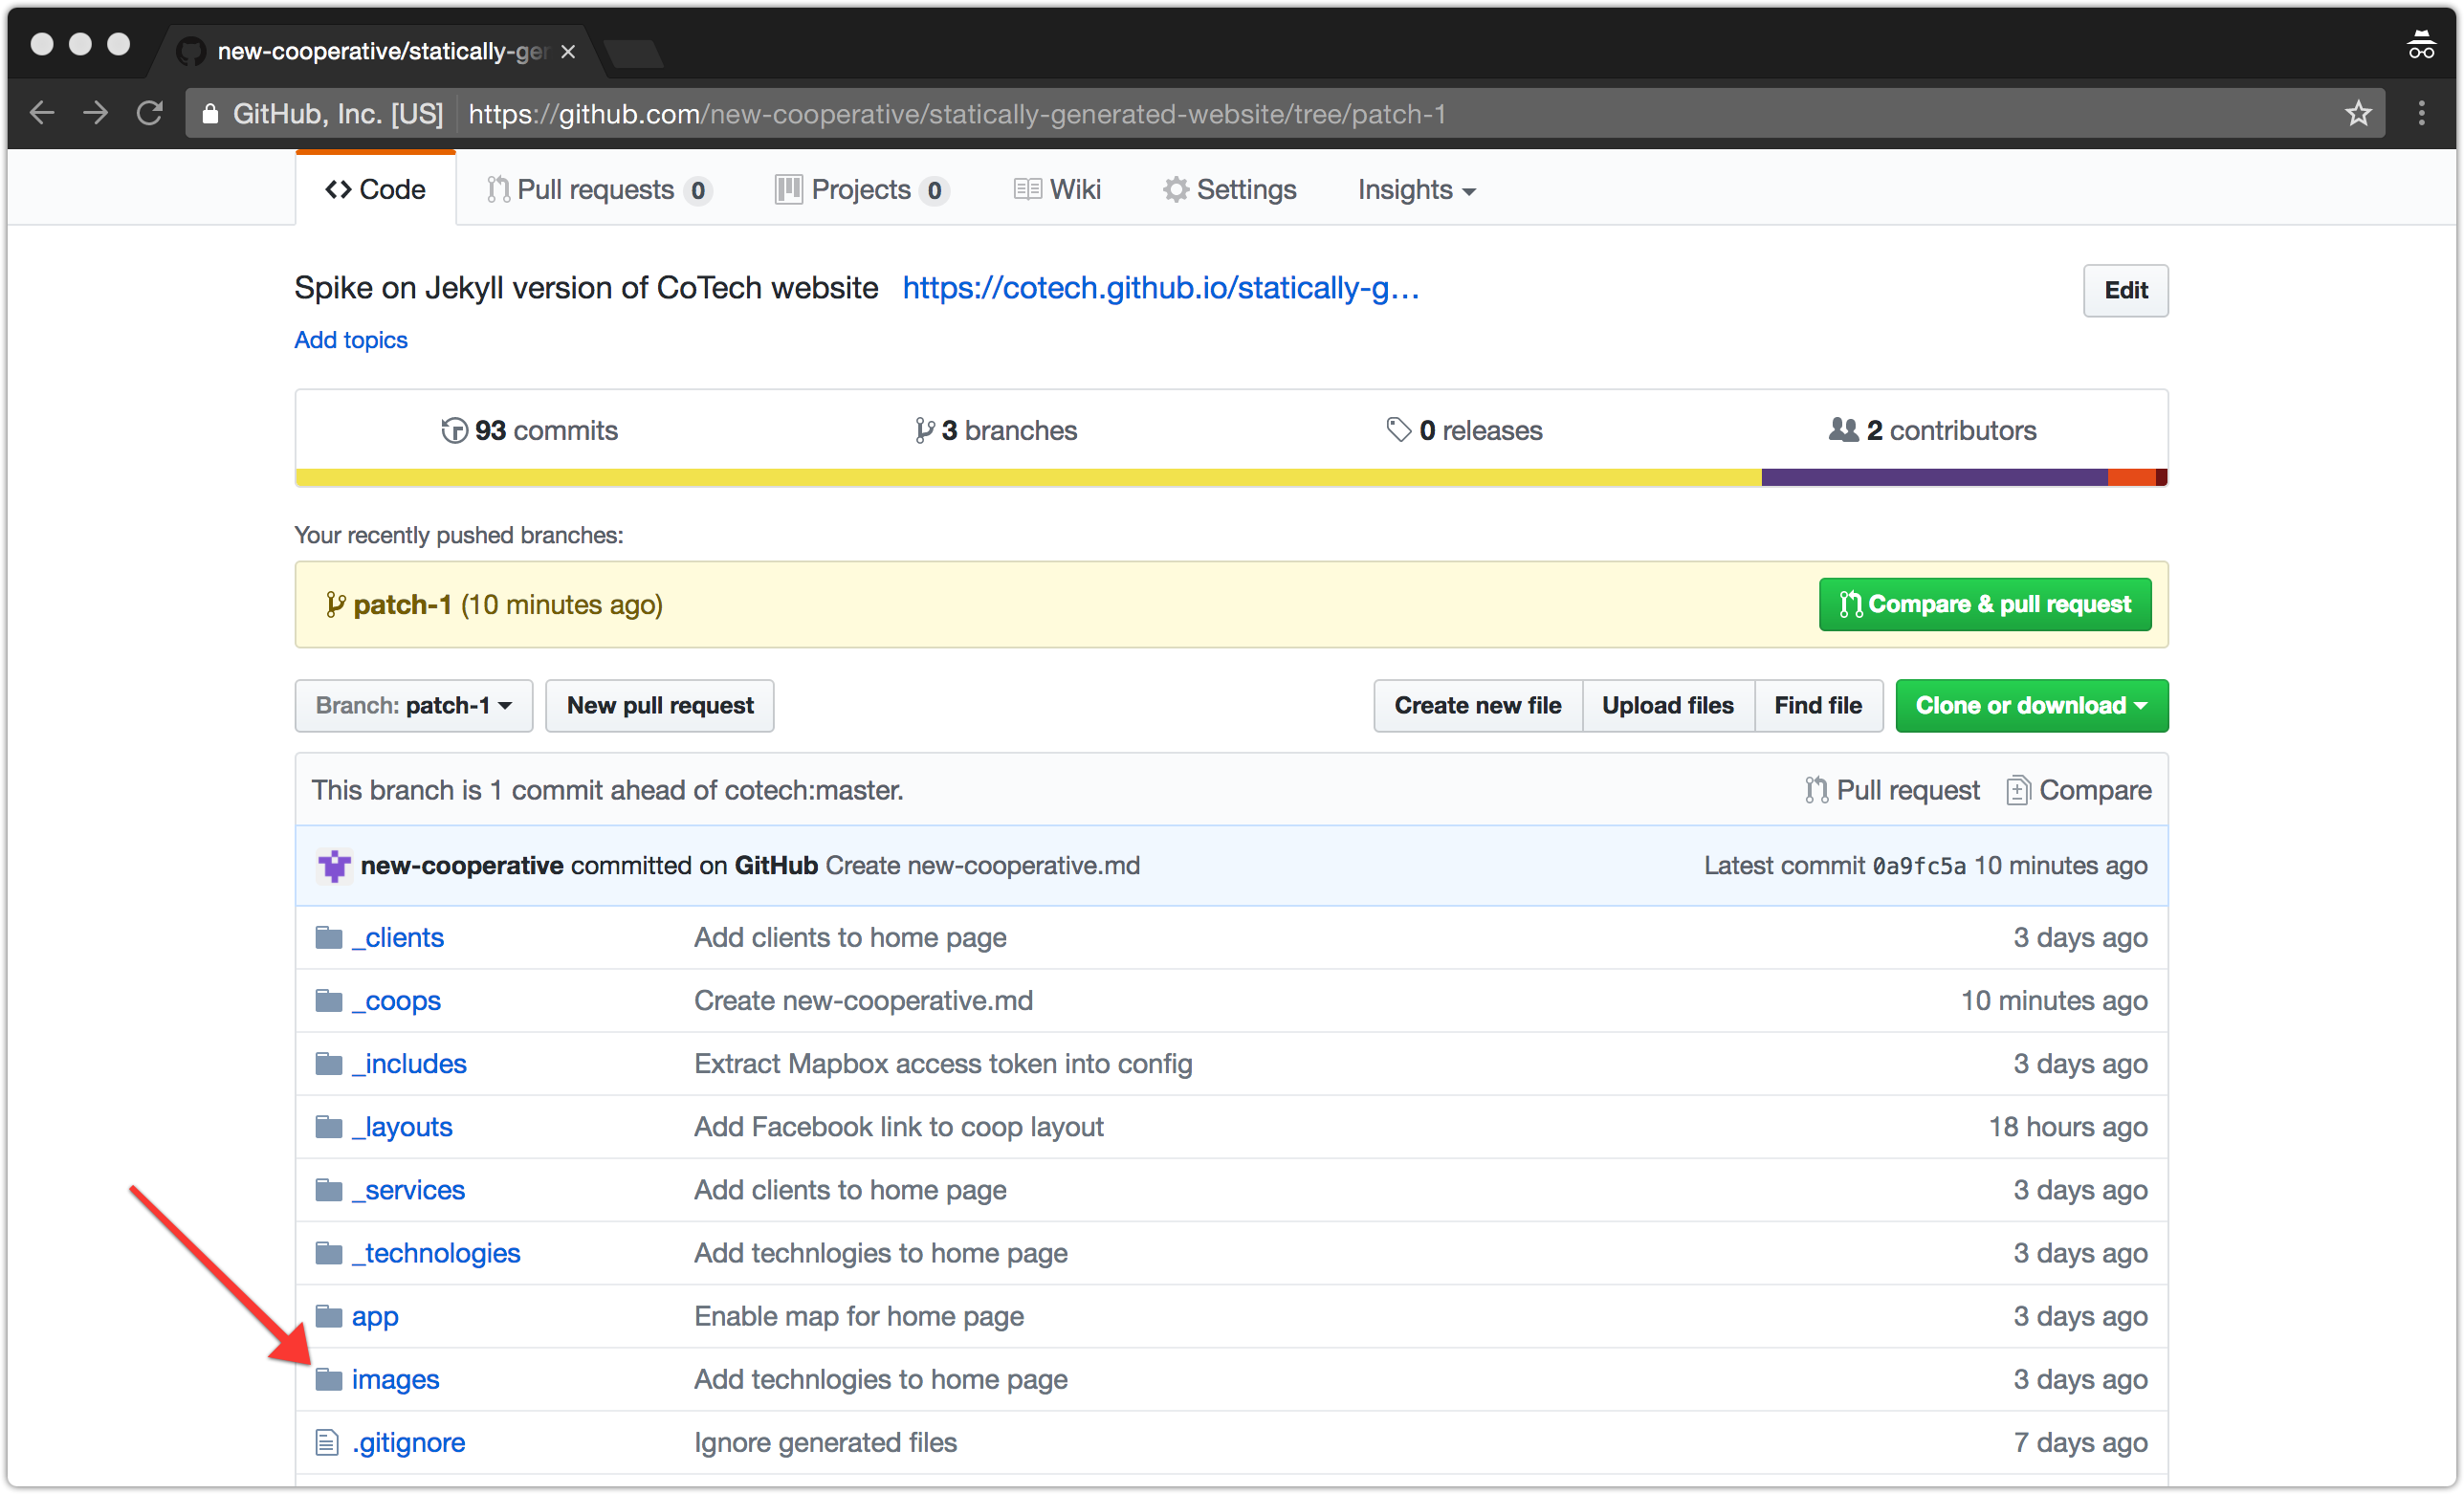 new-cooperative/statically-ger
GitHub, Inc. [US] https://github.com/new-cooperative/statically-generated-website/tree/patch-1
Code Pull requests 0 Projects 0 Wiki Settings Insights
Spike on Jekyll version of CoTech website https://cotech.github.io/statically-g… Edit
Add topics
93 commits 3 branches 0 releases 2 contributors
Your recently pushed branches:
patch-1 (10 minutes ago) Compare & pull request
Branch: patch-1 New pull request Create new file Upload files Find file Clone or download
This branch is 1 commit ahead of cotech:master. Pull request Compare
new-cooperative committed on GitHub Create new-cooperative.md Latest commit 0a9fc5a 10 minutes ago
_clients Add clients to home page 3 days ago
_coops Create new-cooperative.md 10 minutes ago
_includes Extract Mapbox access token into config 3 days ago
_layouts Add Facebook link to coop layout 18 hours ago
_services Add clients to home page 3 days ago
_technologies Add technlogies to home page 3 days ago
app Enable map for home page 3 days ago
images Add technlogies to home page 3 days ago
.gitignore Ignore generated files 7 days ago